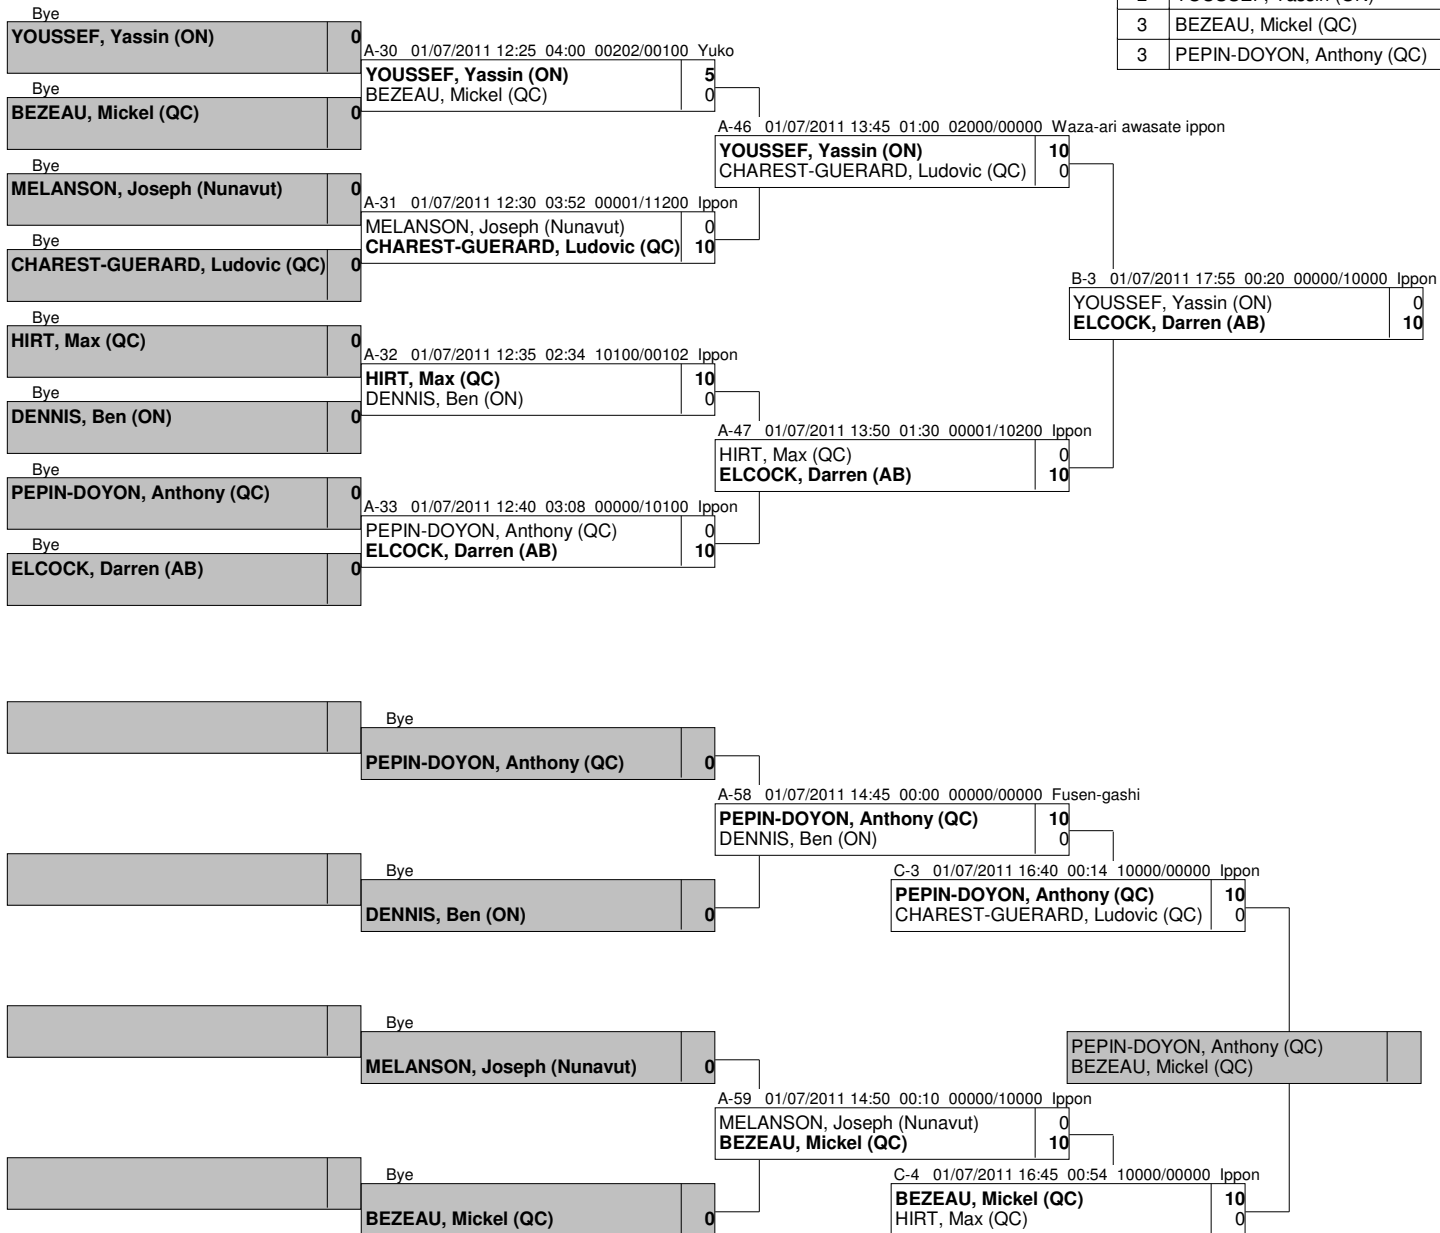 Bye
YOUSSEF, Yassin (ON) 0
Bye
BEZEAU, Mickel (QC) 0
Bye
MELANSON, Joseph (Nunavut) 0
Bye
CHAREST-GUERARD, Ludovic (QC) 0
Bye
HIRT, Max (QC) 0
Bye
DENNIS, Ben (ON) 0
Bye
PEPIN-DOYON, Anthony (QC) 0
Bye
ELCOCK, Darren (AB) 0
A-30 01/07/2011 12:25 04:00 00202/00100 Yuko
YOUSSEF, Yassin (ON) 5
BEZEAU, Mickel (QC) 0
A-31 01/07/2011 12:30 03:52 00001/11200 Ippon
MELANSON, Joseph (Nunavut) 0
CHAREST-GUERARD, Ludovic (QC) 10
A-32 01/07/2011 12:35 02:34 10100/00102 Ippon
HIRT, Max (QC) 10
DENNIS, Ben (ON) 0
A-33 01/07/2011 12:40 03:08 00000/10100 Ippon
PEPIN-DOYON, Anthony (QC) 0
ELCOCK, Darren (AB) 10
A-46 01/07/2011 13:45 01:00 02000/00000 Waza-ari awasate ippon
YOUSSEF, Yassin (ON) 10
CHAREST-GUERARD, Ludovic (QC) 0
A-47 01/07/2011 13:50 01:30 00001/10200 Ippon
HIRT, Max (QC) 0
ELCOCK, Darren (AB) 10
B-3 01/07/2011 17:55 00:20 00000/10000 Ippon
YOUSSEF, Yassin (ON) 0
ELCOCK, Darren (AB) 10
3 BEZEAU, Mickel (QC)
3 PEPIN-DOYON, Anthony (QC)
Bye
PEPIN-DOYON, Anthony (QC) 0
Bye
DENNIS, Ben (ON) 0
Bye
MELANSON, Joseph (Nunavut) 0
Bye
BEZEAU, Mickel (QC) 0
A-58 01/07/2011 14:45 00:00 00000/00000 Fusen-gashi
PEPIN-DOYON, Anthony (QC) 10
DENNIS, Ben (ON) 0
A-59 01/07/2011 14:50 00:10 00000/10000 Ippon
MELANSON, Joseph (Nunavut) 0
BEZEAU, Mickel (QC) 10
C-3 01/07/2011 16:40 00:14 10000/00000 Ippon
PEPIN-DOYON, Anthony (QC) 10
CHAREST-GUERARD, Ludovic (QC) 0
C-4 01/07/2011 16:45 00:54 10000/00000 Ippon
BEZEAU, Mickel (QC) 10
HIRT, Max (QC) 0
PEPIN-DOYON, Anthony (QC)
BEZEAU, Mickel (QC)